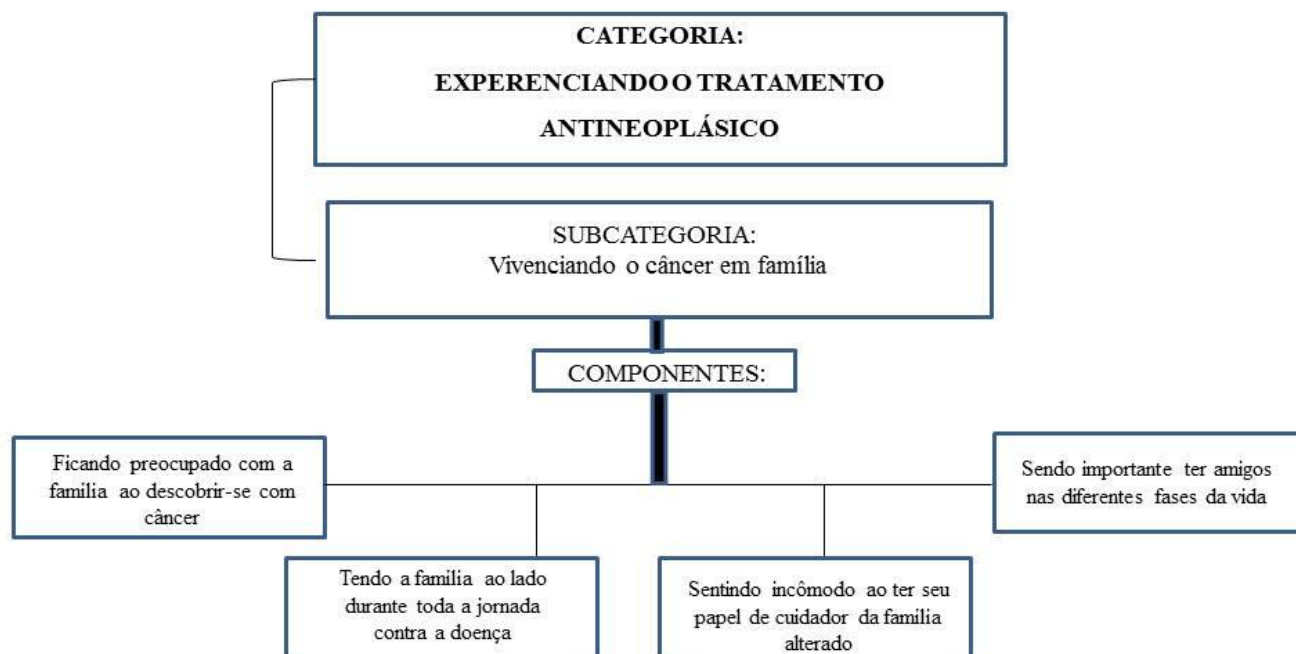 CATEGORIA:
EXPERENCIANDO O TRATAMENTO
ANTINEOPLÁSICO
SUBCATEGORIA:
Vivenciando o câncer em família
COMPONENTES:
Ficando preocupado com a
família ao descobrir-se com
câncer
Sendo importante ter amigos
nas diferentes fases da vida
Tendo a família ao lado
durante toda a jornada
contra a doença
Sentindo incômodo ao ter seu
papel de cuidador da família
alterado